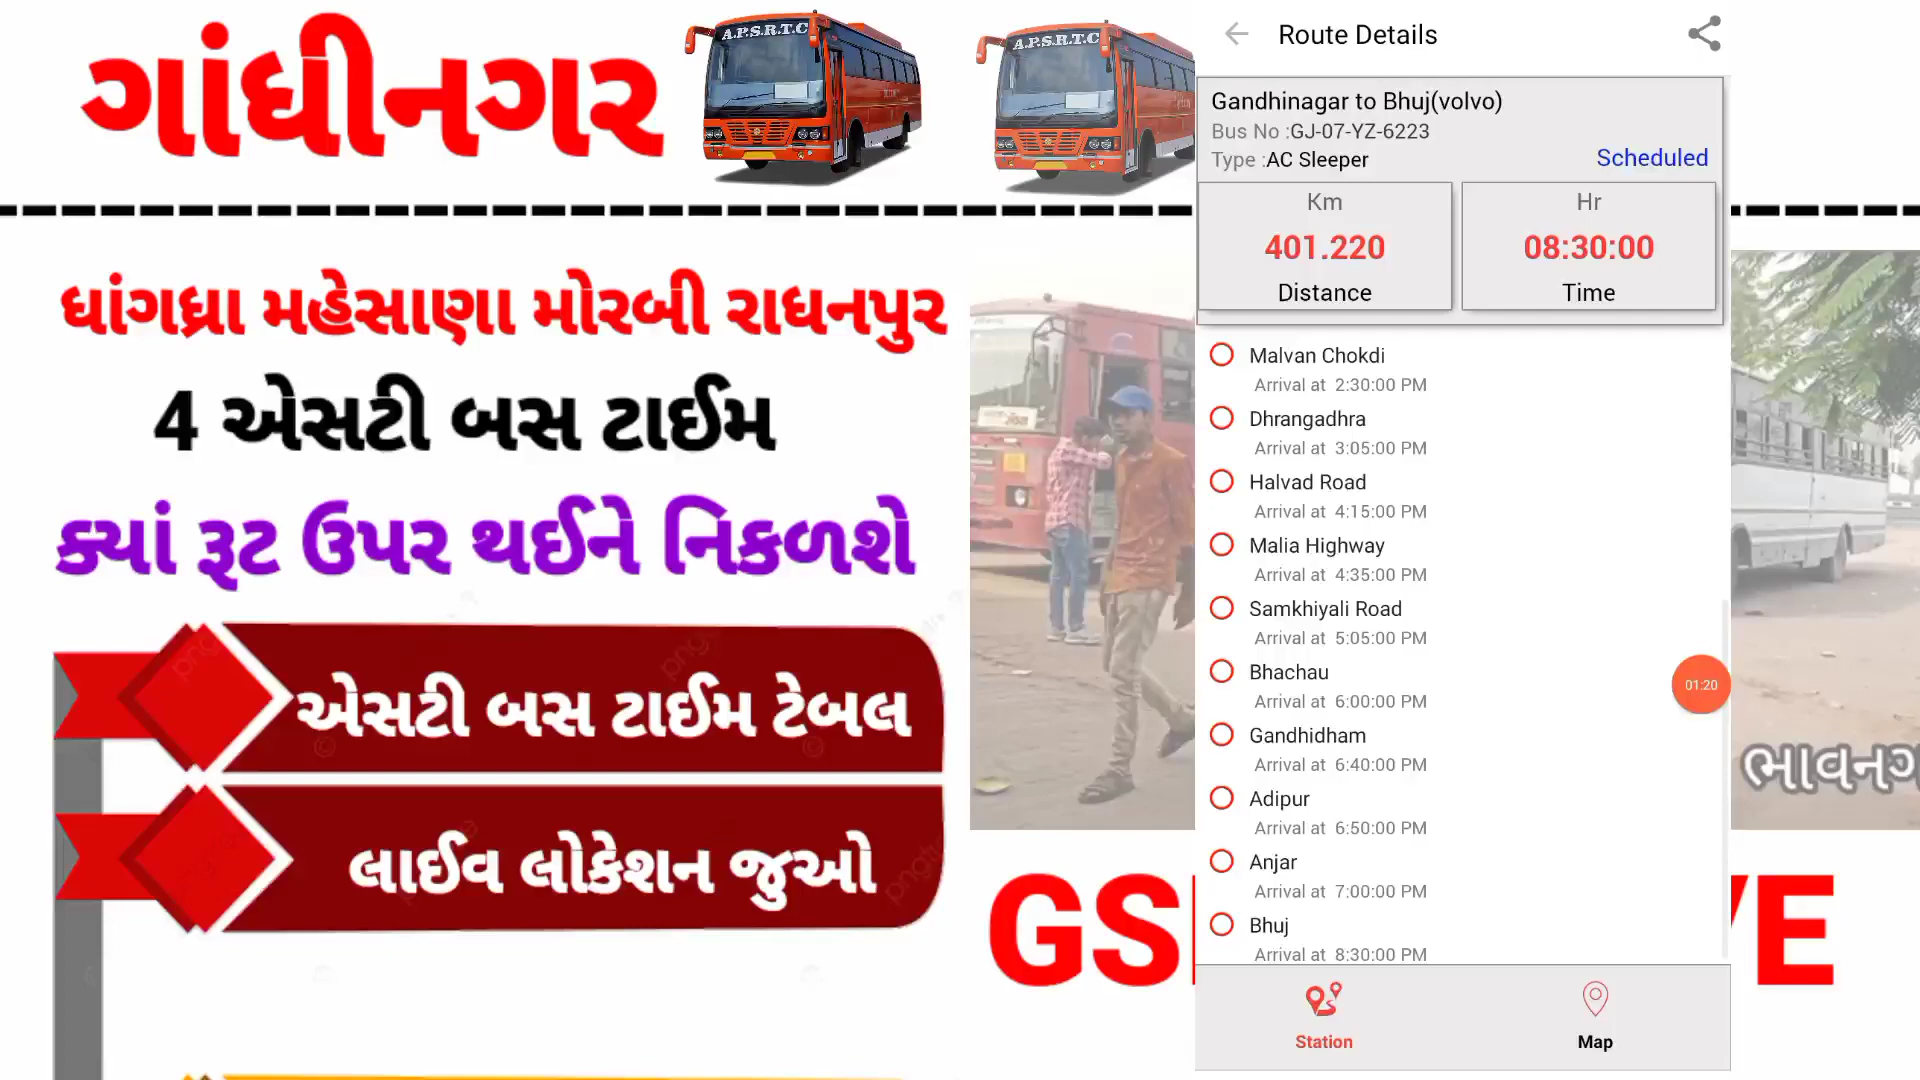 ગાંધીનગર
A.P.S.R.T.C
A.P.S.R.T.C
ધ્રાંગધ્રા મહેસાણા મોરબી રાધનપુર
4 એસટી બસ ટાઈમ
ક્યાં રૂટ ઉપર થઈને નિકળશે
એસટી બસ ટાઈમ ટેબલ
લાઈવ લોકેશન જુઓ
Route Details
Gandhinagar to Bhuj(volvo)
Bus No :GJ-07-YZ-6223
Type :AC Sleeper
Scheduled
Km
401.220
Distance
Hr
08:30:00
Time
Malvan Chokdi
Arrival at 2:30:00 PM
Dhrangadhra
Arrival at 3:05:00 PM
Halvad Road
Arrival at 4:15:00 PM
Malia Highway
Arrival at 4:35:00 PM
Samkhiyali Road
Arrival at 5:05:00 PM
Bhachau
Arrival at 6:00:00 PM
Gandhidham
Arrival at 6:40:00 PM
Adipur
Arrival at 6:50:00 PM
Anjar
Arrival at 7:00:00 PM
Bhuj
Arrival at 8:30:00 PM
01:20
Station
Map